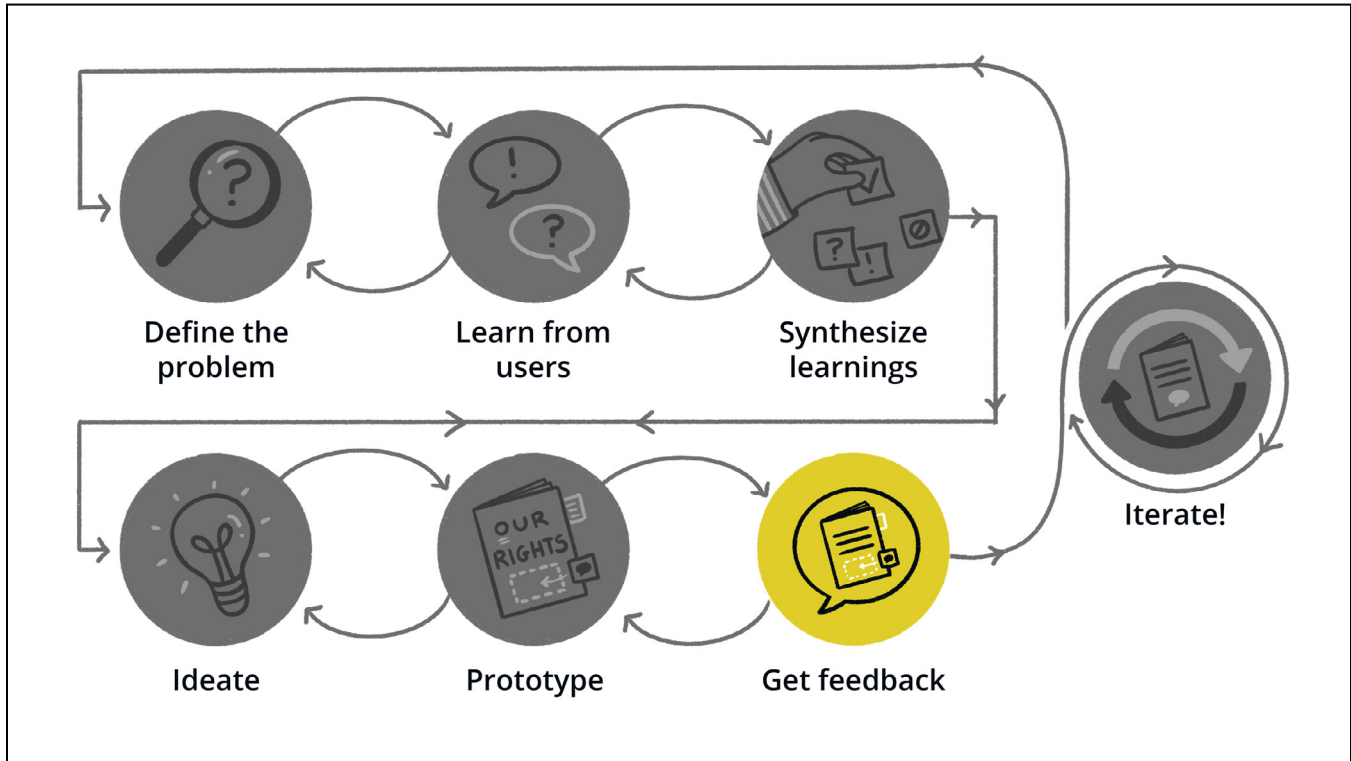 ?
!
?
?
!
Define the
problem
Learn from
users
Synthesize
learnings
Iterate!
OUR
RIGHTS
Ideate
Prototype
Get feedback